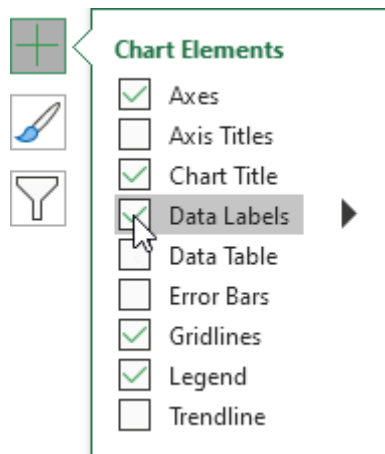 Chart Elements
Axes
Axis Titles
Chart Title
Data Labels
Data Table
Error Bars
Gridlines
Legend
Trendline